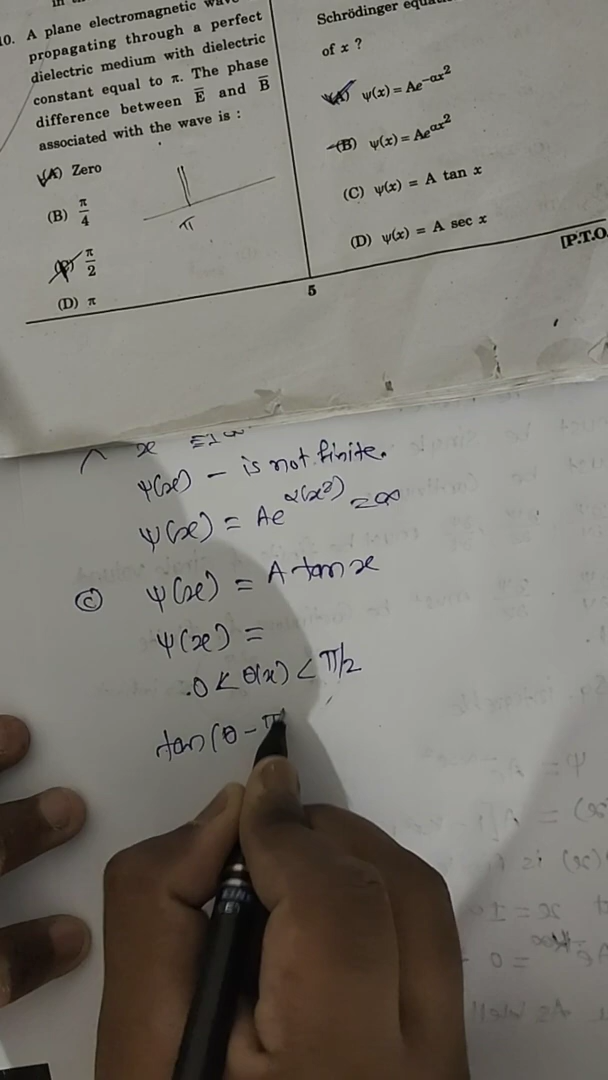 10. A plane electromagnetic wave
propagating through a perfect
dielectric medium with dielectric
constant equal to π. The phase
difference between E̅ and B̅
associated with the wave is :
(A) Zero
(B) π/4
π/2
(D) π
π
Schrödinger
of x ?
(A) ψ(x) = Ae^{-αx²}
(B) ψ(x) = Ae^{αx²}
(C) ψ(x) = A tan x
(D) ψ(x) = A sec x
[P.T.O
5
ψ(x) - is not finite.
ψ(x) = Ae^{α(x²)} = ∞
Ⓒ ψ(x) = A tan x
ψ(x) =
.0 < θ(x) < π/2
tan(θ - π